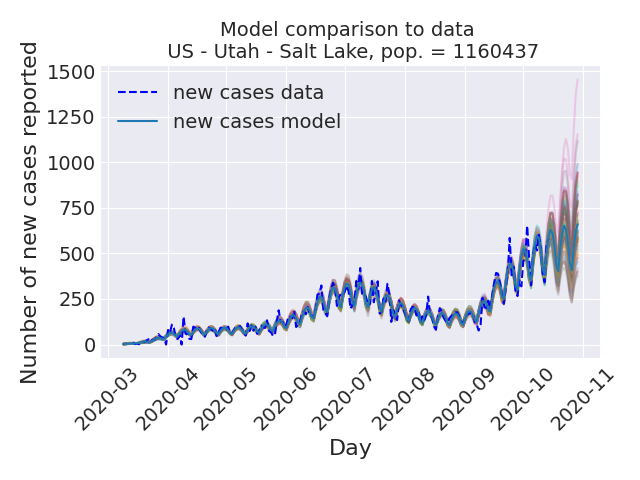 Model comparison to data
US - Utah - Salt Lake, pop. = 1160437
Number of new cases reported
1500
1250
1000
750
500
250
0
new cases data
new cases model
2020-03
2020-04
2020-05
2020-06
2020-07
2020-08
2020-09
2020-10
2020-11
Day